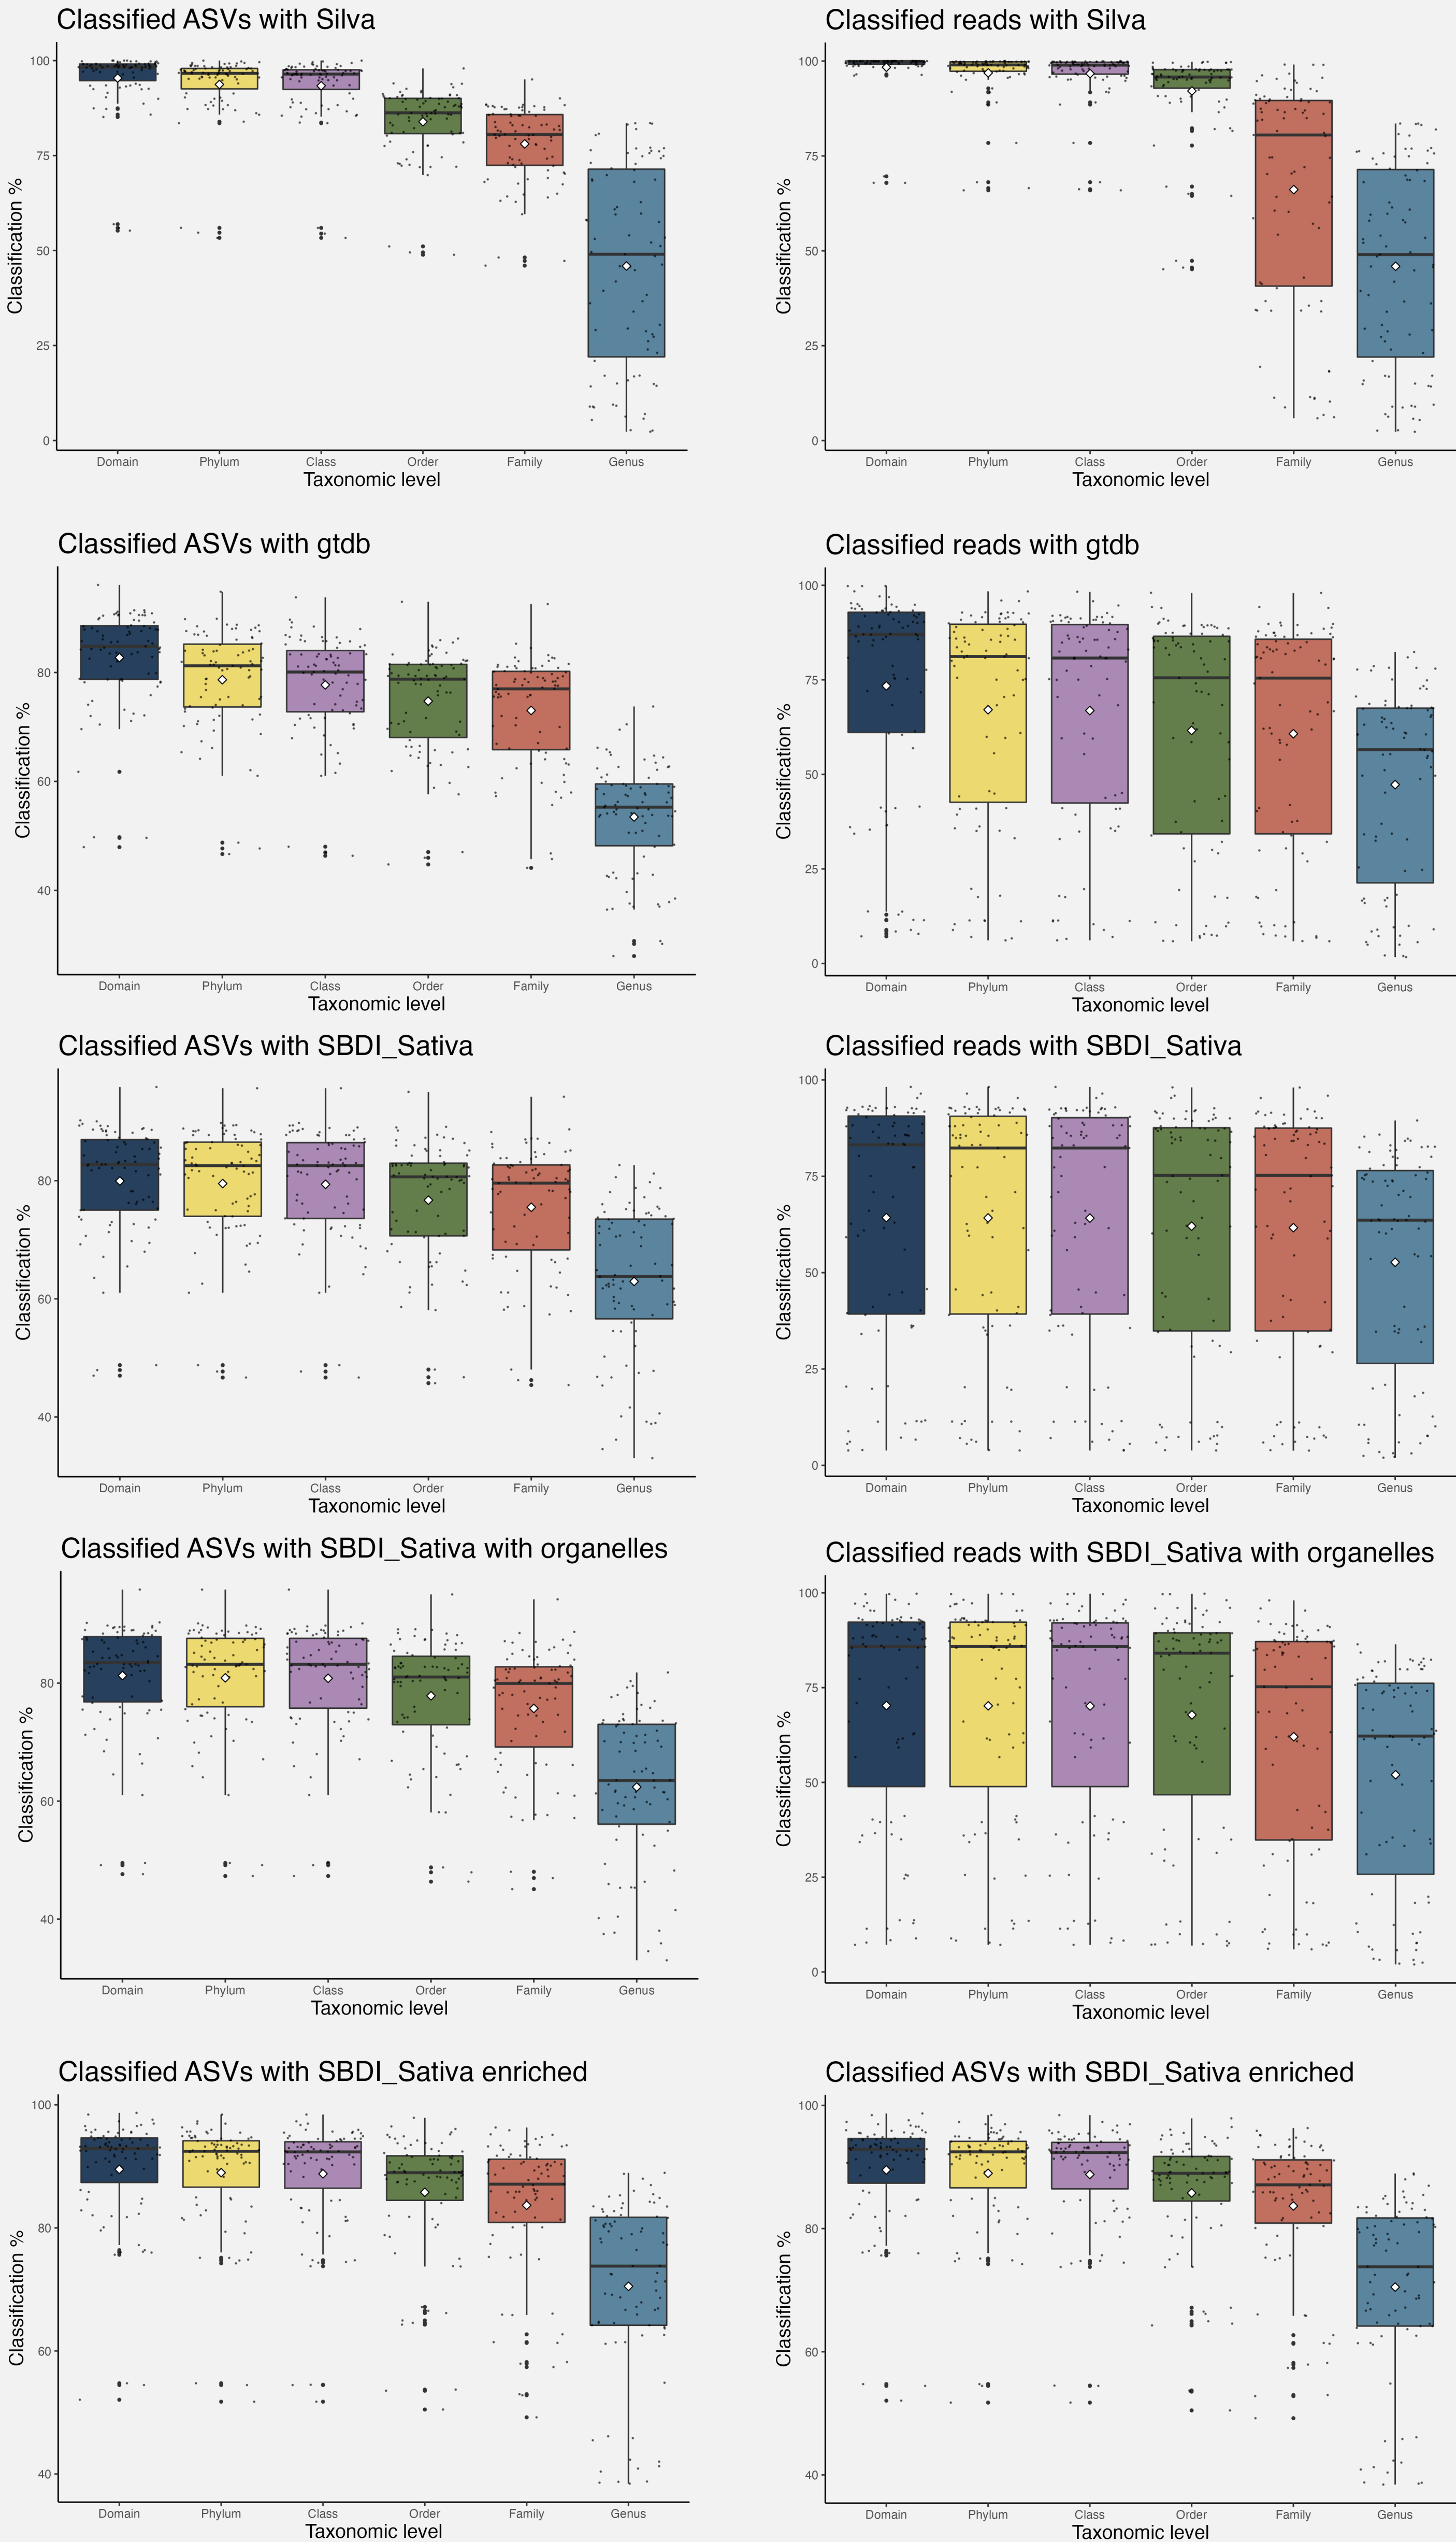 Classified ASVs with Silva
Classification %
100
75
50
25
0
Domain Phylum Class Order Family Genus
Taxonomic level
Classified reads with Silva
Classification %
100
75
50
25
0
Domain Phylum Class Order Family Genus
Taxonomic level
Classified ASVs with gtdb
Classification %
80
60
40
Domain Phylum Class Order Family Genus
Taxonomic level
Classified reads with gtdb
Classification %
100
75
50
25
0
Domain Phylum Class Order Family Genus
Taxonomic level
Classified ASVs with SBDI_Sativa
Classification %
80
60
40
Domain Phylum Class Order Family Genus
Taxonomic level
Classified reads with SBDI_Sativa
Classification %
100
75
50
25
0
Domain Phylum Class Order Family Genus
Taxonomic level
Classified ASVs with SBDI_Sativa with organelles
Classification %
80
60
40
Domain Phylum Class Order Family Genus
Taxonomic level
Classified reads with SBDI_Sativa with organelles
Classification %
100
75
50
25
0
Domain Phylum Class Order Family Genus
Taxonomic level
Classified ASVs with SBDI_Sativa enriched
Classification %
100
80
60
40
Domain Phylum Class Order Family Genus
Taxonomic level
Classified ASVs with SBDI_Sativa enriched
Classification %
100
80
60
40
Domain Phylum Class Order Family Genus
Taxonomic level